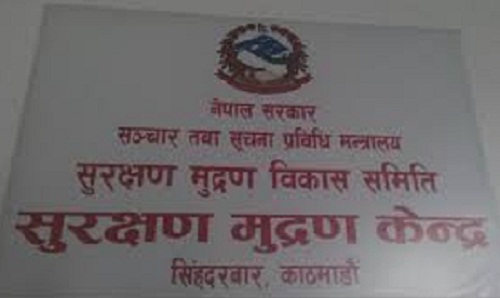 नेपाल सरकार
सञ्चार तथा सूचना प्रविधि मन्त्रालय
सुरक्षण मुद्रण विकास समिति
सुरक्षण मुद्रण केन्द्र
सिंहदरबार, काठमाडौं